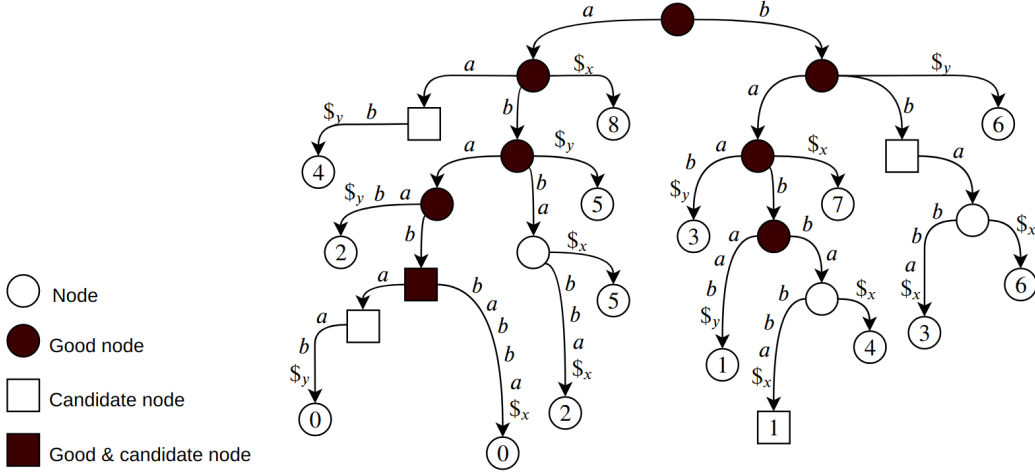 a b
a $x a $y
$y b b b
4 8 6
a $y b $x a
$y b a b a $y b b $x
2 5 3 7
b a $x a b b $x
a b b a a a 6
5 $x
b b b $x 3
a a b $y 4
b b a b
$y b a 1 a
a $x $x
0 $x 2 1
0
Node
Good node
Candidate node
Good & candidate node